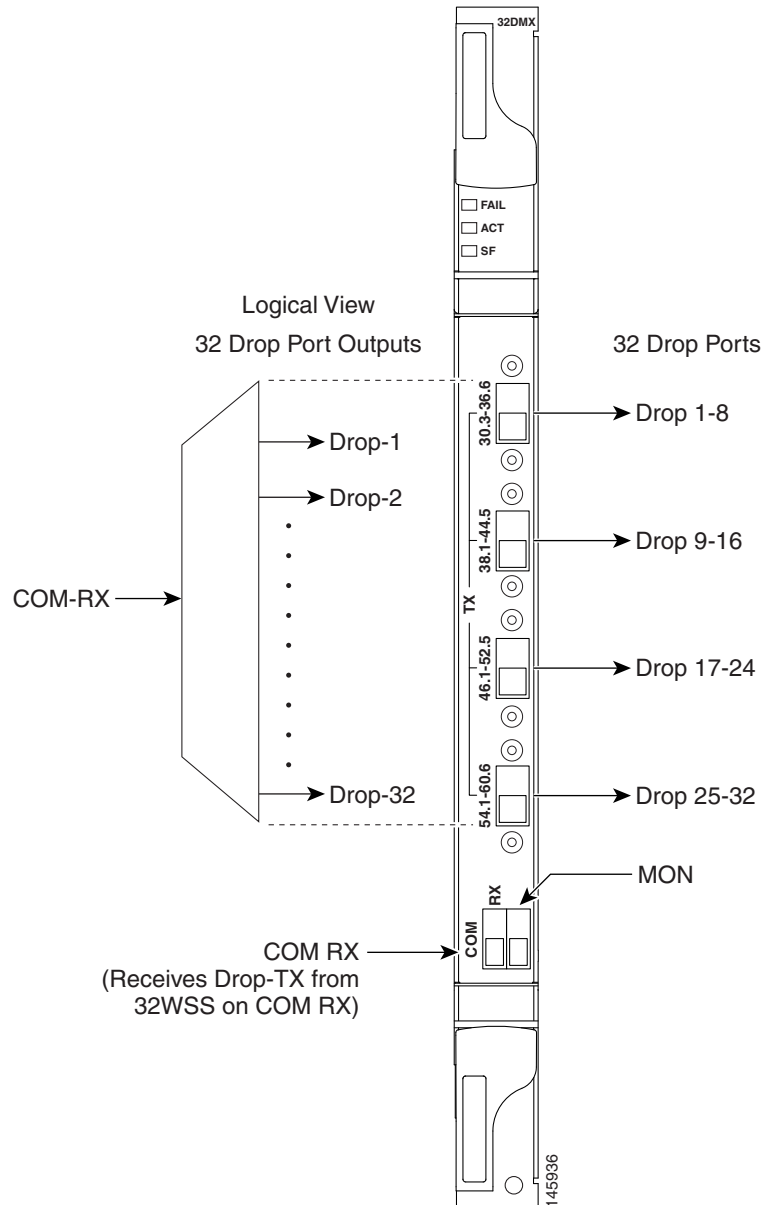 32DMX
FAIL
ACT
SF
Logical View
32 Drop Port Outputs
32 Drop Ports
30.3-36.6
Drop 1-8
Drop-1
Drop-2
38.1-44.5
Drop 9-16
COM-RX
TX
46.1-52.5
Drop 17-24
Drop-32
54.1-60.6
Drop 25-32
MON
RX
COM
COM RX
(Receives Drop-TX from
32WSS on COM RX)
145936